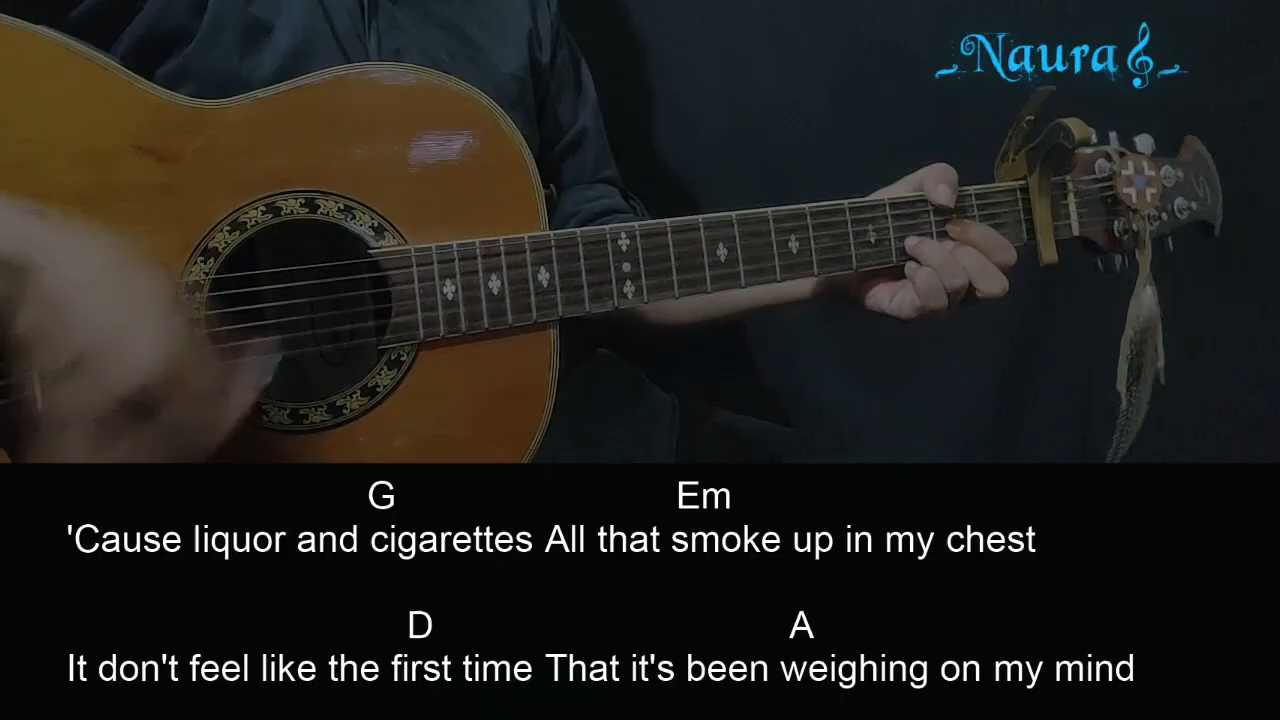 Naura
G Em
'Cause liquor and cigarettes All that smoke up in my chest
D A
It don't feel like the first time That it's been weighing on my mind